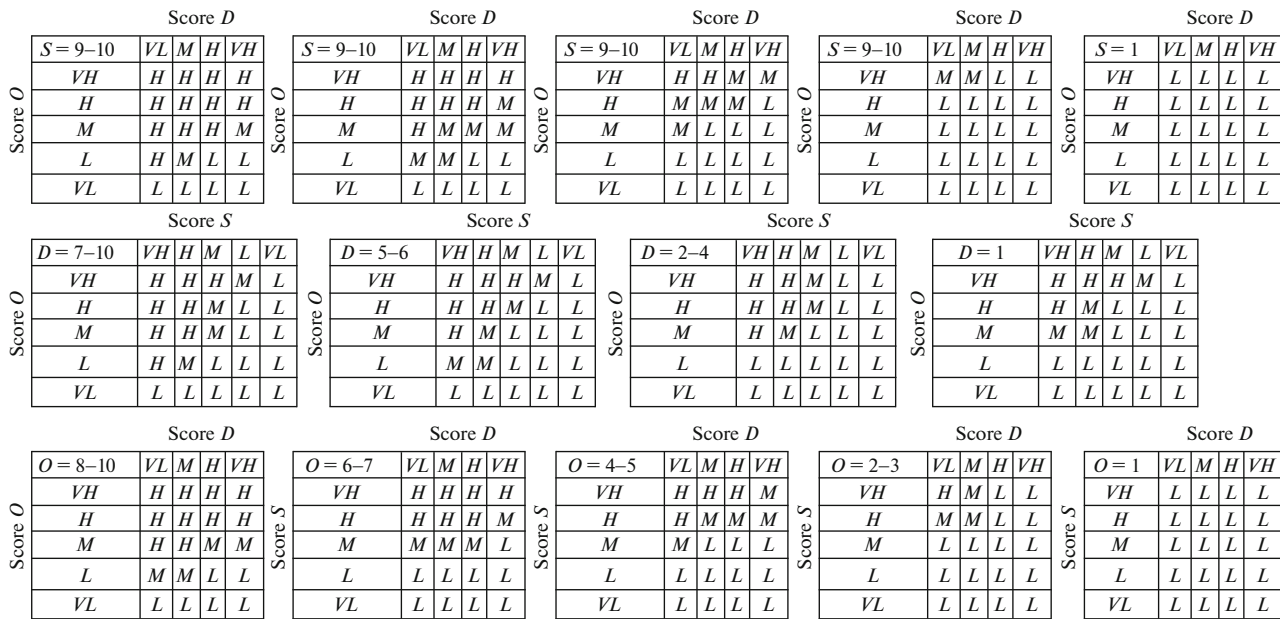 Score D Score D Score D Score D Score D
S = 9–10 VL M H VH S = 9–10 VL M H VH S = 9–10 VL M H VH S = 9–10 VL M H VH S = 1 VL M H VH
VH H H H H VH H H H H VH H H M M VH M M L L VH L L L L
H H H H H H H H H M H M M M L H L L L L H L L L L
M H H H M M H M M M M M L L L M L L L L M L L L L
L H M L L L M M L L L L L L L L L L L L L L L L L
VL L L L L VL L L L L VL L L L L VL L L L L VL L L L L
Score O Score O Score O Score O Score O
Score S Score S Score S Score S
D = 7–10 VH H M L VL D = 5–6 VH H M L VL D = 2–4 VH H M L VL D = 1 VH H M L VL
VH H H H M L VH H H H M L VH H H H M L VH H H H M L
H H H M L L H H H M L L H H H M L L H H M L L L
M H H M L L M H M L L L M H M L L L M M M L L L
L H M L L L L M M L L L L L L L L L L L L L L L
VL L L L L L VL L L L L L VL L L L L L VL L L L L L
Score O Score O Score O Score O
Score D Score D Score D Score D Score D
O = 8–10 VL M H VH O = 6–7 VL M H VH O = 4–5 VL M H VH O = 2–3 VL M H VH O = 1 VL M H VH
VH H H H H VH H H H H VH H H H M VH H M L L VH L L L L
H H H H H H H H H M H H M M M H M M L L H L L L L
M H H M M M M M M L M M L L L M L L L L M L L L L
L M M L L L L L L L L L L L L L L L L L L L L L L
VL L L L L VL L L L L VL L L L L VL L L L L VL L L L L
Score O Score S Score S Score S Score S